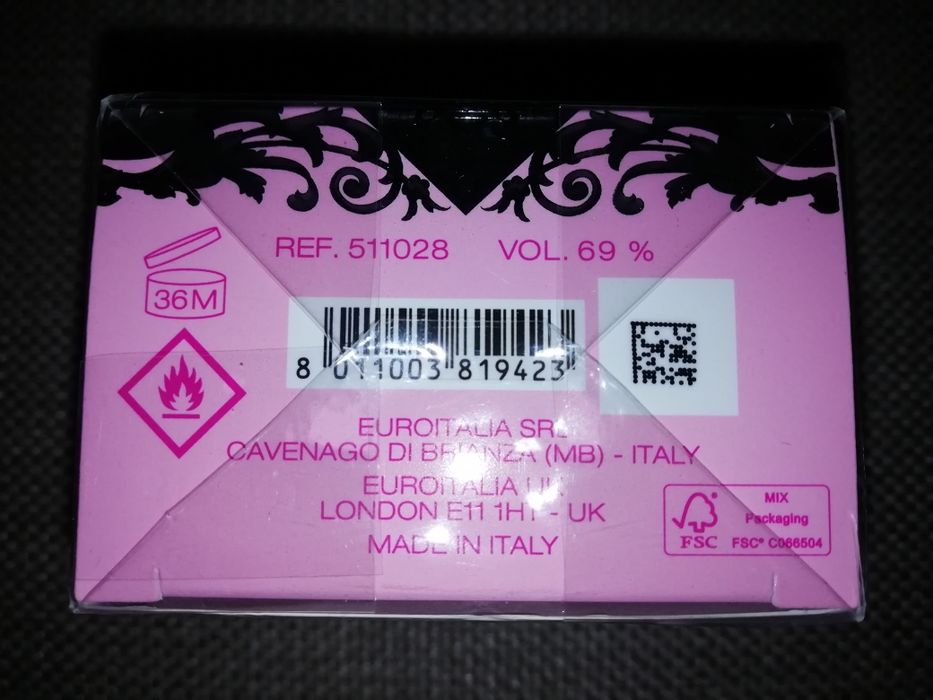 REF. 511028 VOL. 69 %
36M
8 011003 819423
EUROITALIA SRL
CAVENAGO DI BRIANZA (MB) - ITALY
EUROITALIA UK
LONDON E11 1HT - UK
MADE IN ITALY
MIX
Packaging
FSC
FSC® C066504